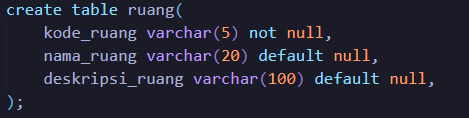 create table ruang(
    kode_ruang varchar(5) not null,
    nama_ruang varchar(20) default null,
    deskripsi_ruang varchar(100) default null,
);